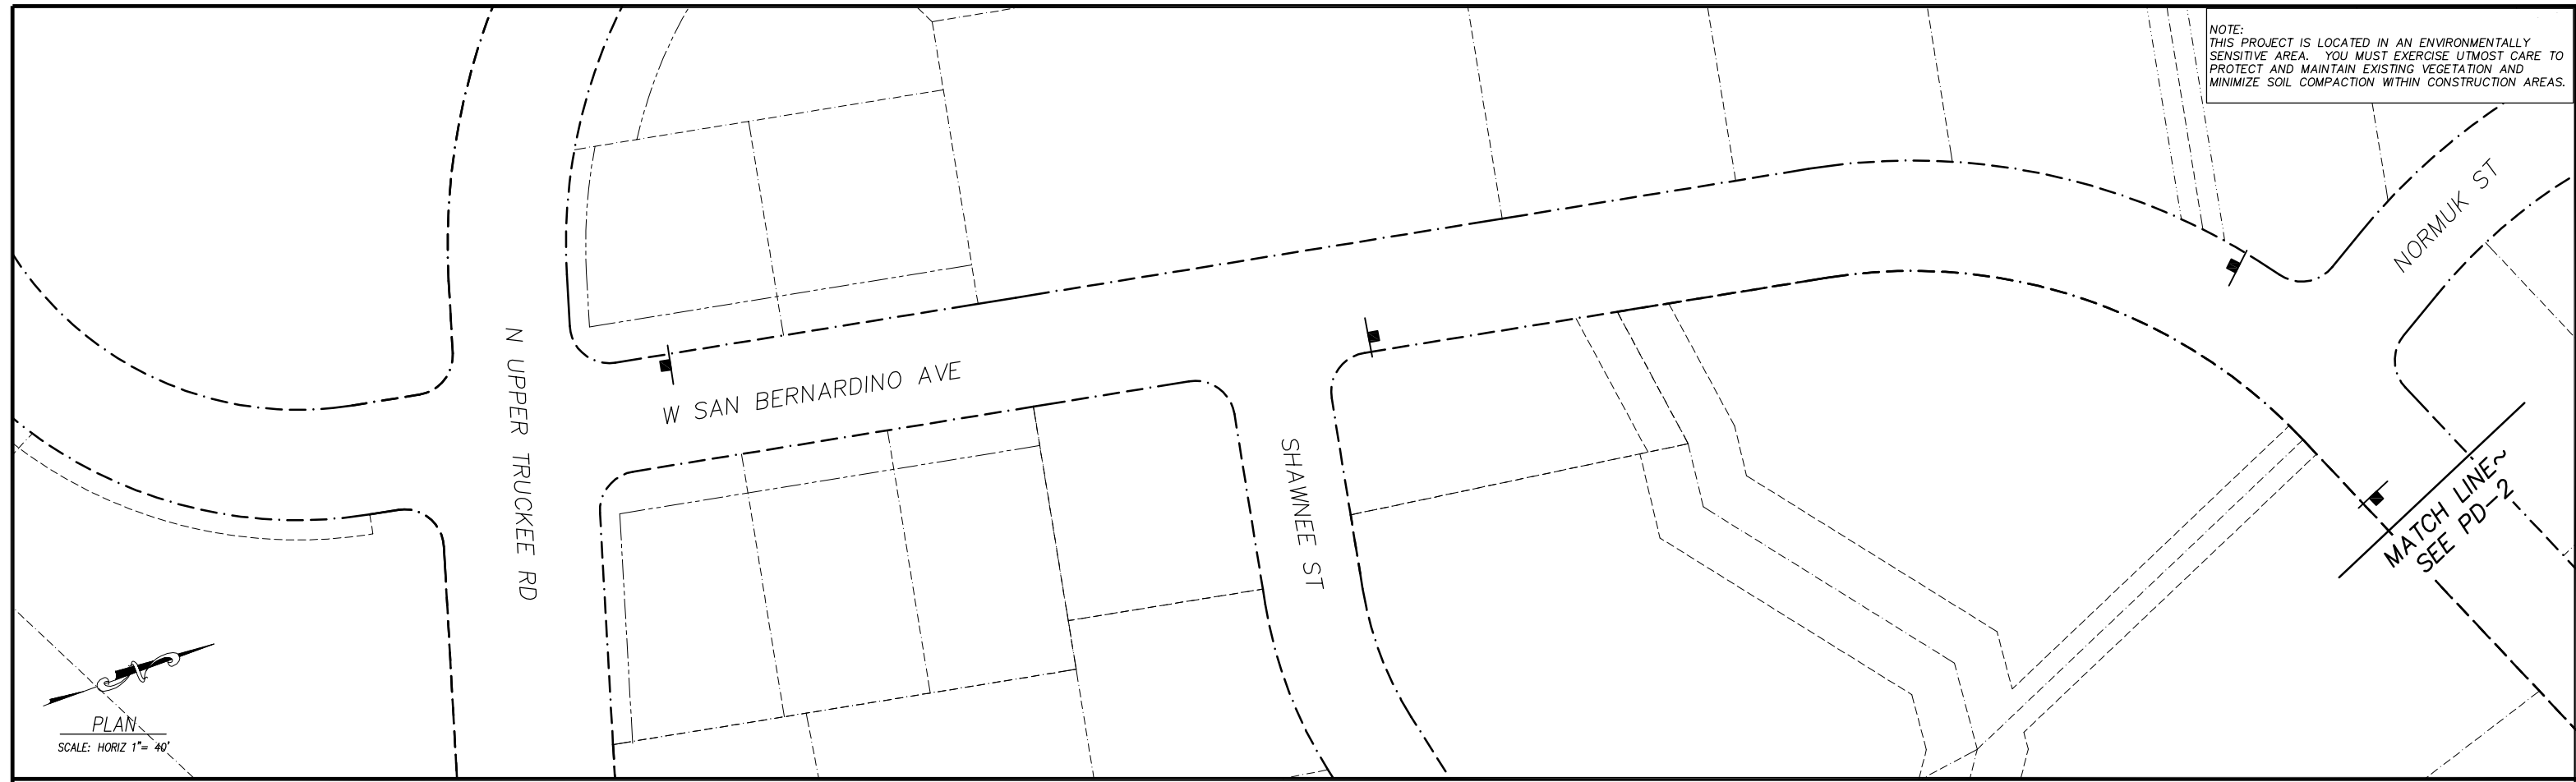 NOTE:
THIS PROJECT IS LOCATED IN AN ENVIRONMENTALLY
SENSITIVE AREA. YOU MUST EXERCISE UTMOST CARE TO
PROTECT AND MAINTAIN EXISTING VEGETATION AND
MINIMIZE SOIL COMPACTION WITHIN CONSTRUCTION AREAS.
NORMUK ST
N UPPER TRUCKEE RD
W SAN BERNARDINO AVE
SHAWNEE ST
MATCH LINE~
SEE PD-2
PLAN
SCALE: HORIZ 1"= 40'